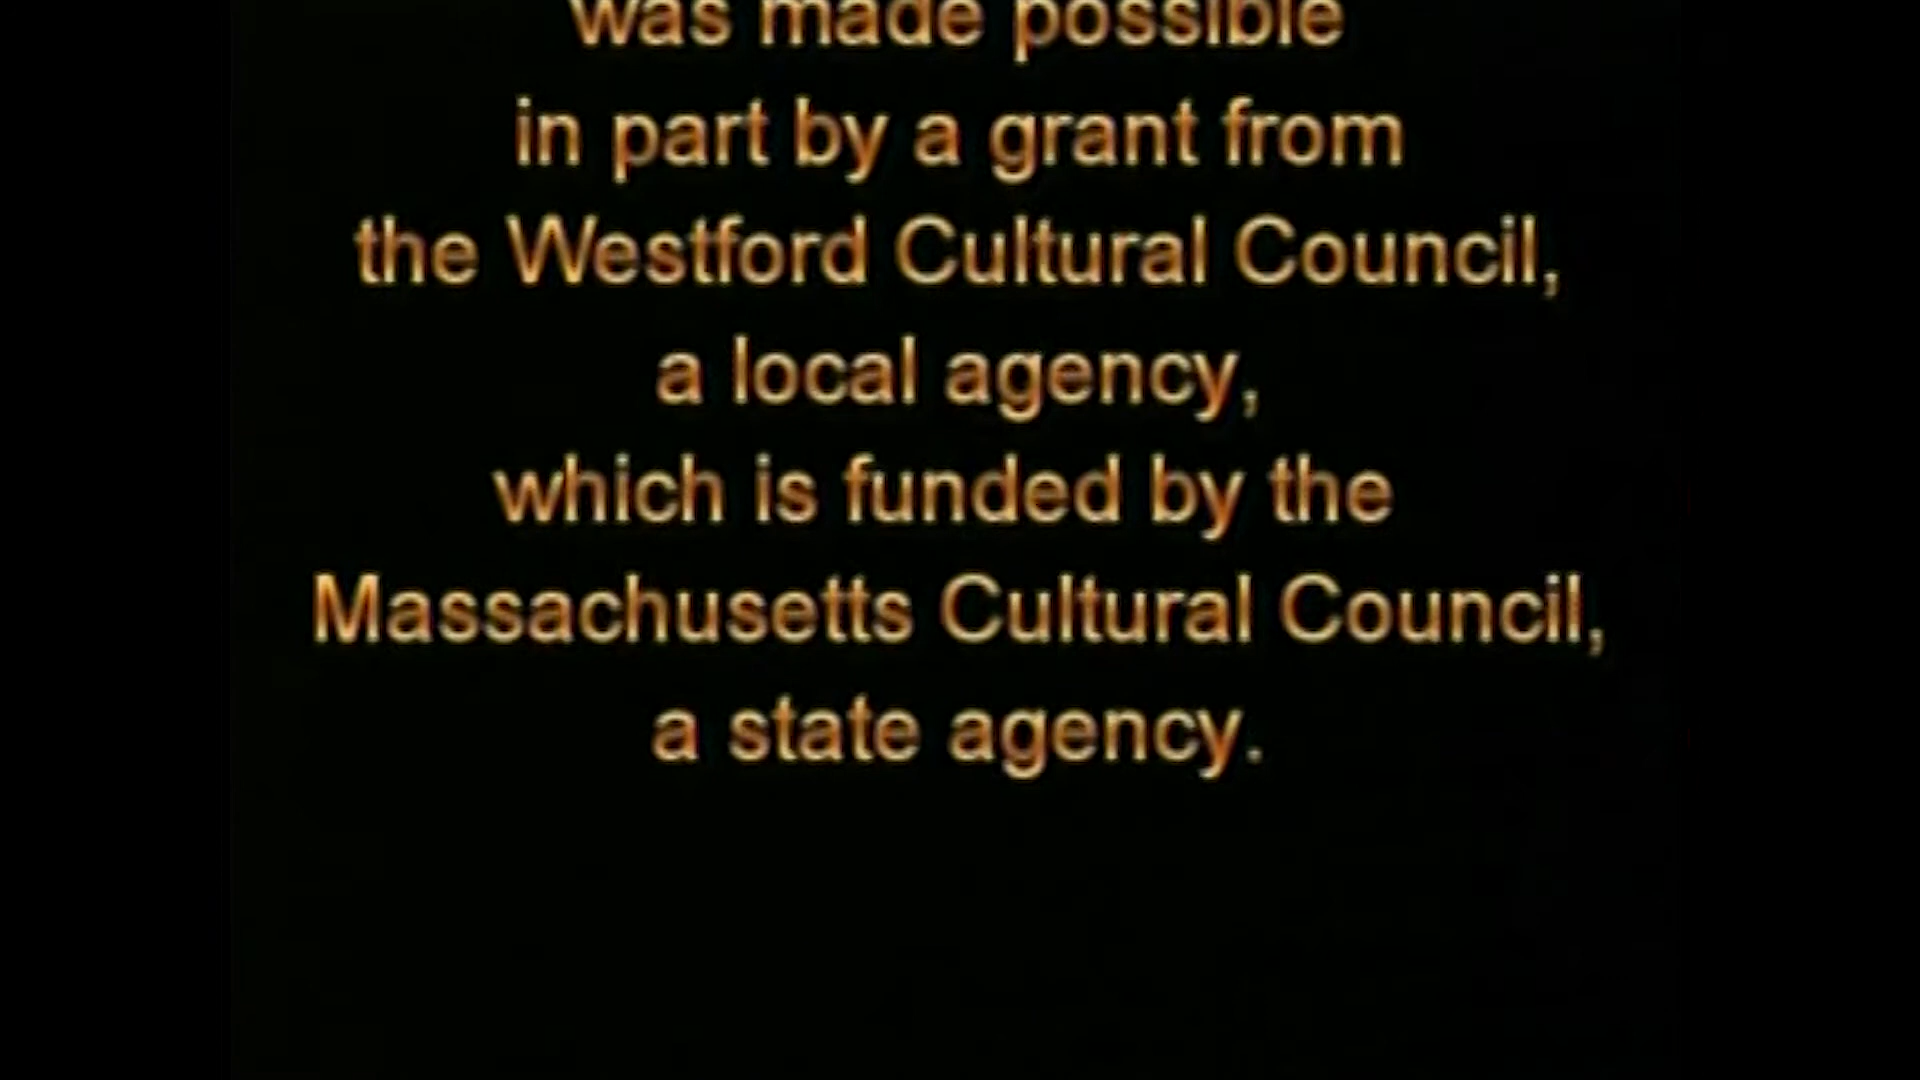 was made possible
in part by a grant from
the Westford Cultural Council,
a local agency,
which is funded by the
Massachusetts Cultural Council,
a state agency.